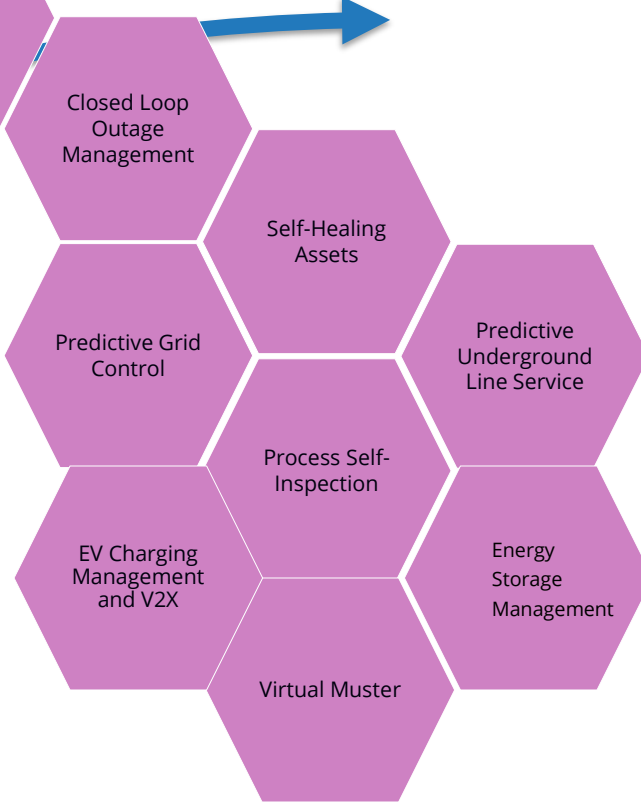 Closed Loop
Outage
Management
Self-Healing
Assets
Predictive Grid
Control
Predictive
Underground
Line Service
Process Self-
Inspection
EV Charging
Management
and V2X
Energy
Storage
Management
Virtual Muster